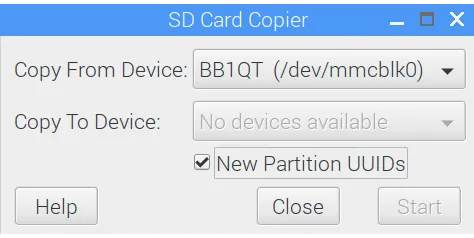 SD Card Copier
Copy From Device: BB1QT (/dev/mmcblk0)
Copy To Device: No devices available
New Partition UUIDs
Help Close Start